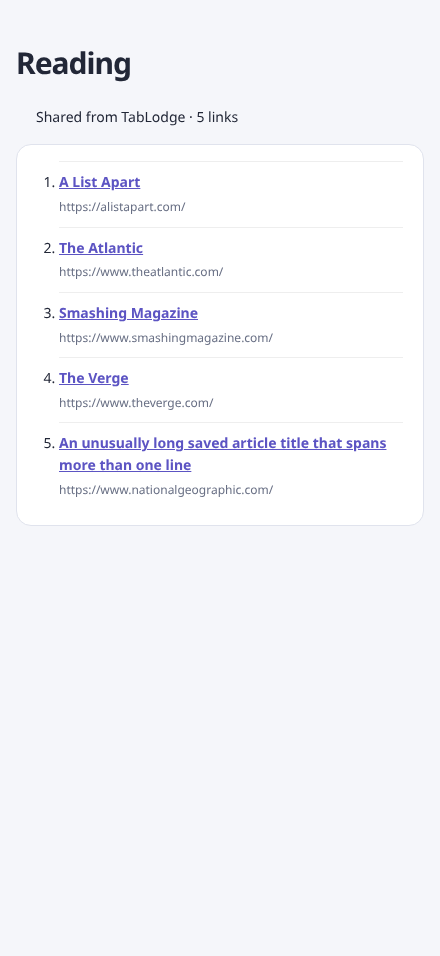 Reading
Shared from TabLodge · 5 links
1. A List Apart
https://alistapart.com/
2. The Atlantic
https://www.theatlantic.com/
3. Smashing Magazine
https://www.smashingmagazine.com/
4. The Verge
https://www.theverge.com/
5. An unusually long saved article title that spans
more than one line
https://www.nationalgeographic.com/